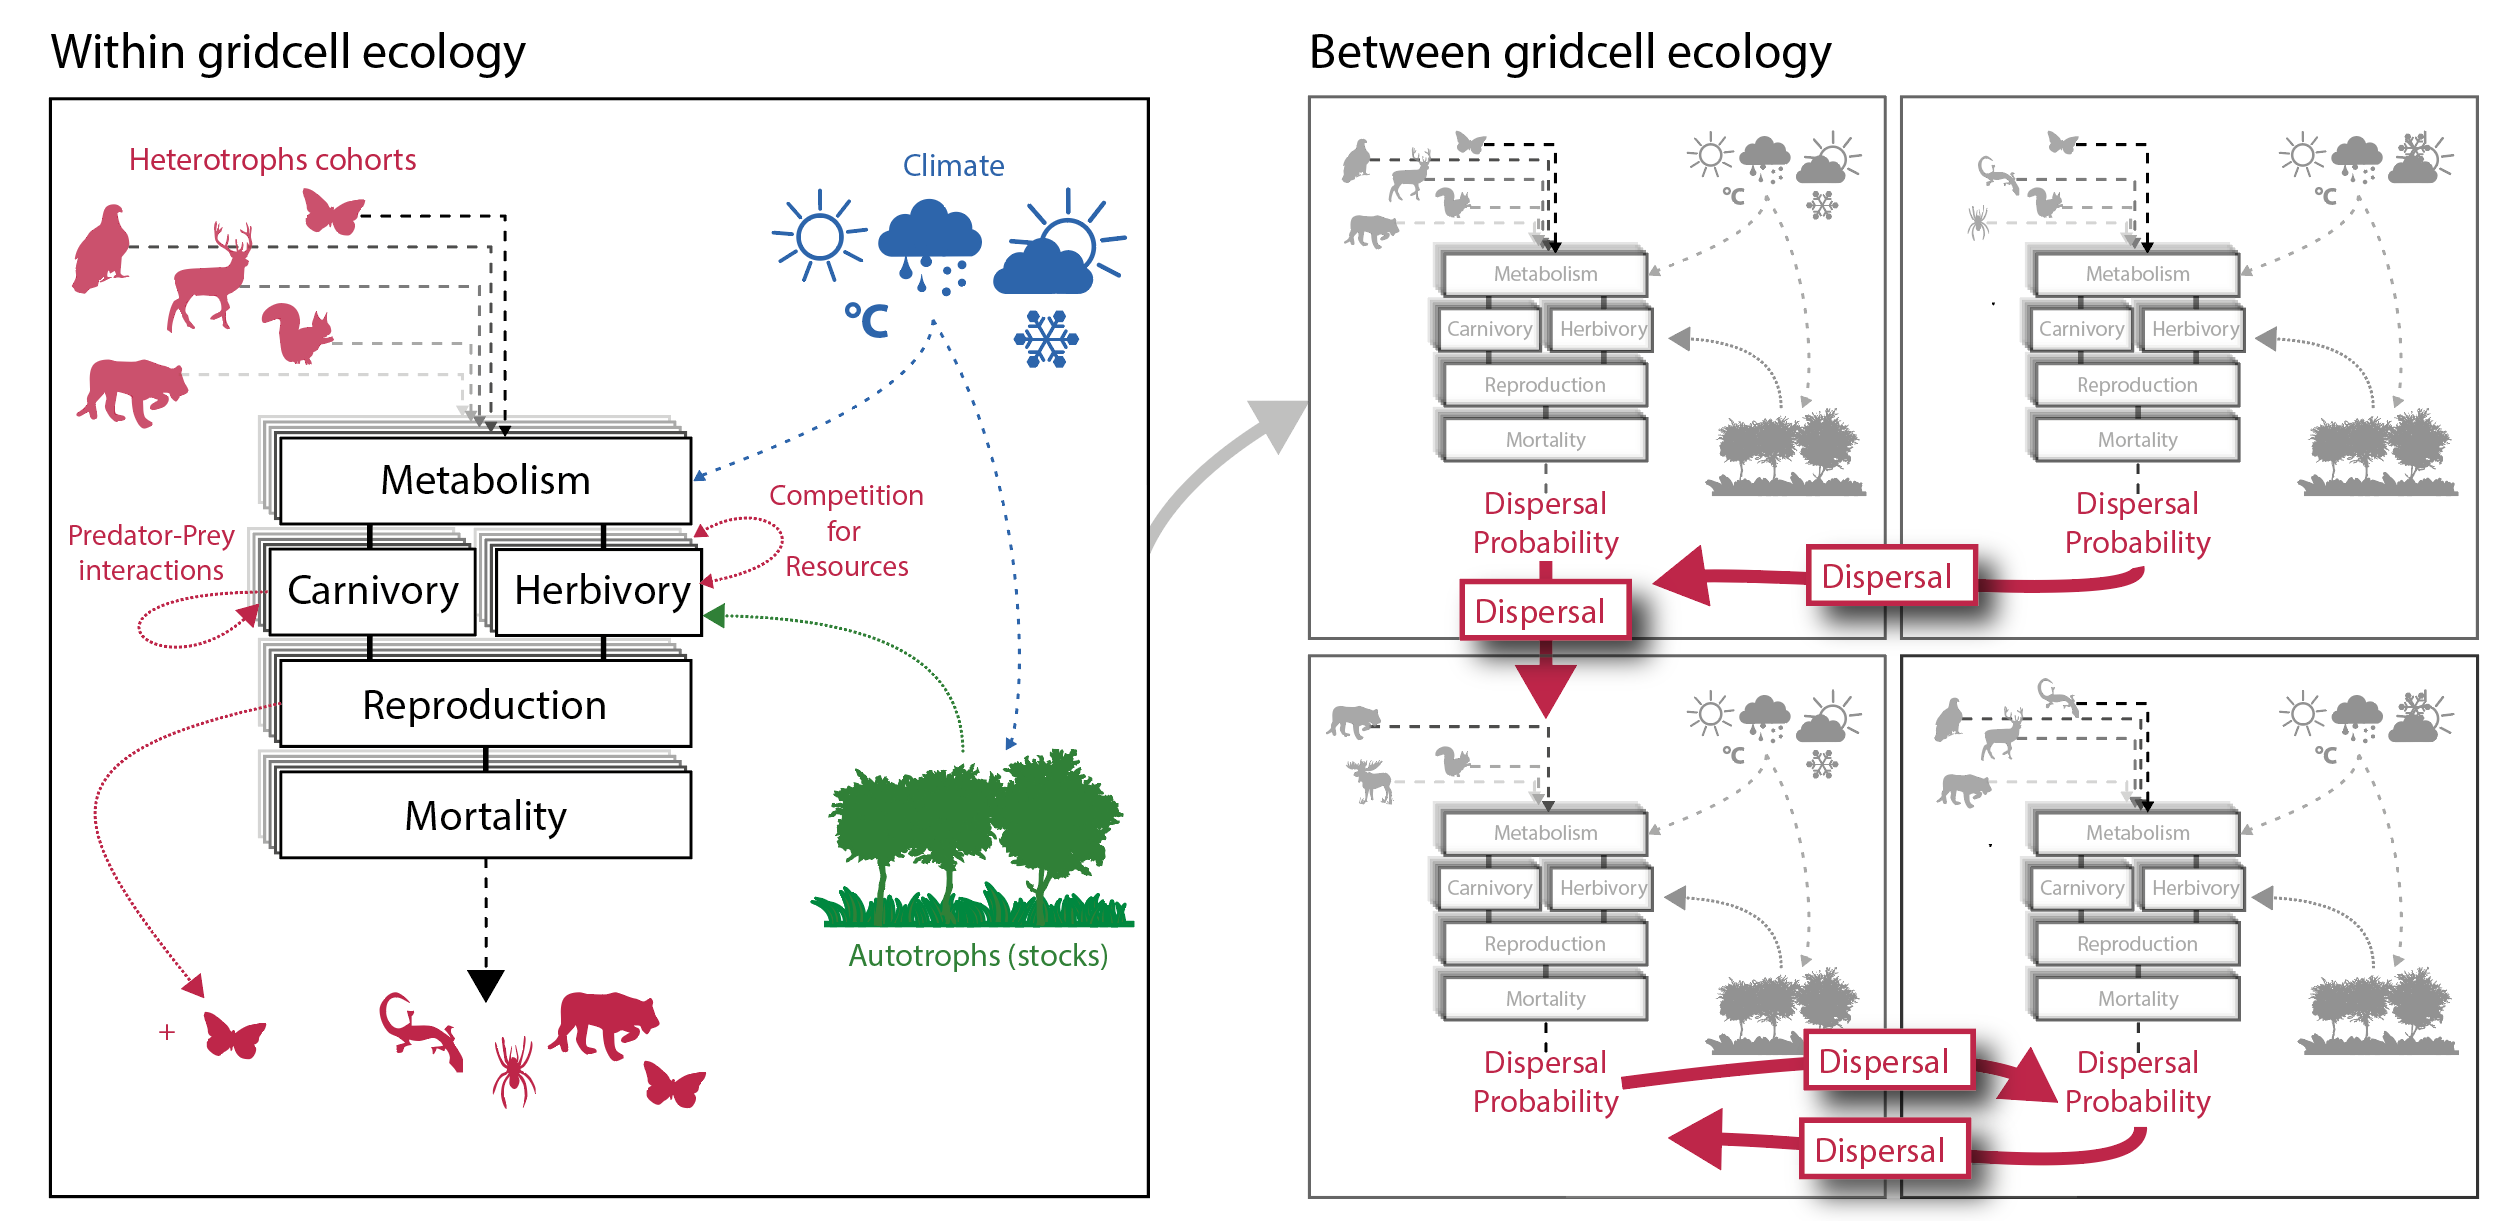 Within gridcell ecology
Heterotrophs cohorts
Climate
°C
Metabolism
Competition
for
Resources
Predator-Prey
interactions
Carnivory
Herbivory
Reproduction
Mortality
Autotrophs (stocks)
+
Between gridcell ecology
°C
Metabolism
Carnivory
Herbivory
Reproduction
Mortality
Dispersal
Probability
Dispersal
°C
Metabolism
Carnivory
Herbivory
Reproduction
Mortality
Dispersal
Probability
Dispersal
°C
Metabolism
Carnivory
Herbivory
Reproduction
Mortality
Dispersal
Probability
Dispersal
°C
Metabolism
Carnivory
Herbivory
Reproduction
Mortality
Dispersal
Probability
Dispersal